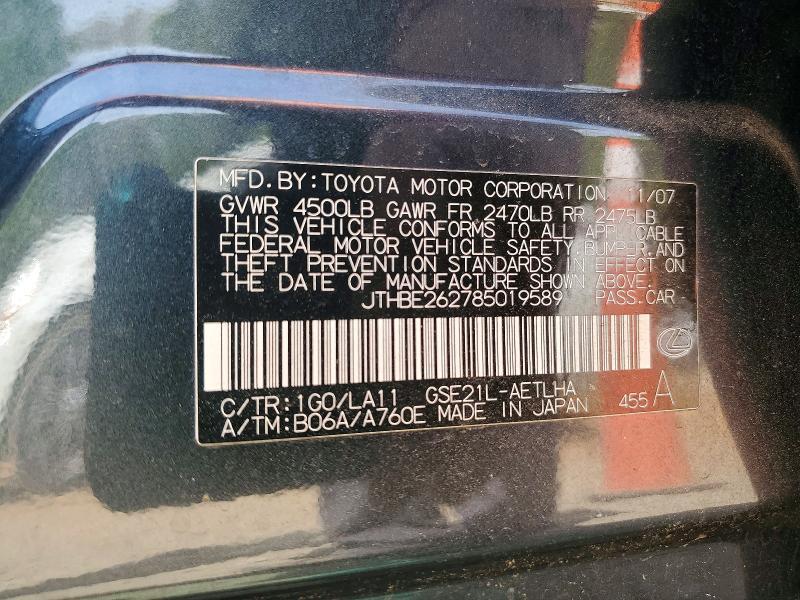 MFD. BY: TOYOTA MOTOR CORPORATION 11/07
GVWR 4500LB GAWR FR 2470LB RR 2475LB
THIS VEHICLE CONFORMS TO ALL APPLICABLE
FEDERAL MOTOR VEHICLE SAFETY, BUMPER, AND
THEFT PREVENTION STANDARDS IN EFFECT ON
THE DATE OF MANUFACTURE SHOWN ABOVE.
JTHBE262785019589 PASS. CAR
C/TR: 1G0/LA11 GSE21L-AETLHA
A/TM: B06A/A760E MADE IN JAPAN 455 A